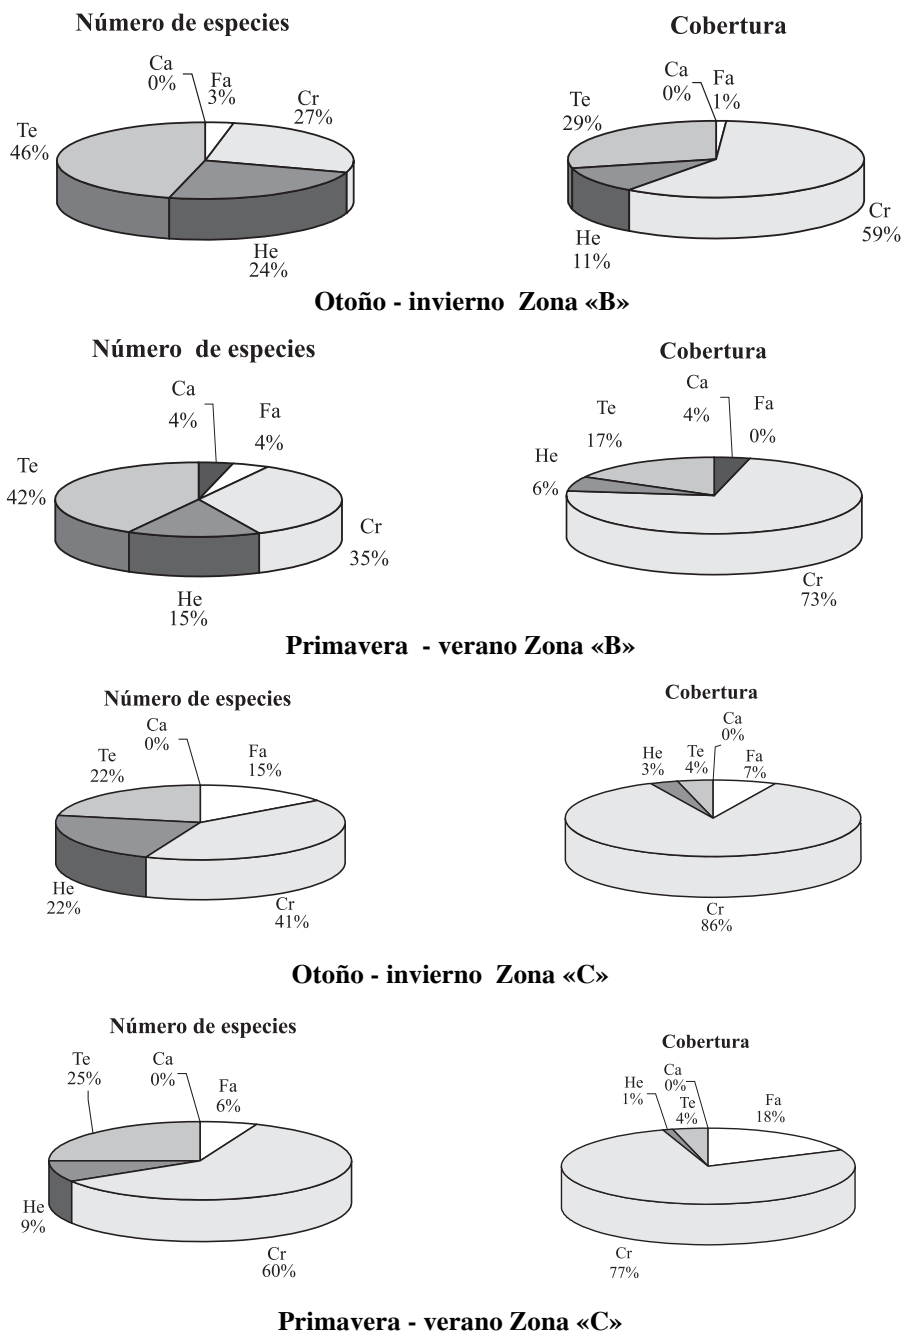 Número de especies
Ca
0%
Fa
3%
Cr
27%
Te
46%
He
24%
Cobertura
Ca
0%
Fa
1%
Te
29%
Cr
59%
He
11%
Otoño - invierno Zona «B»
Número de especies
Ca
4%
Fa
4%
Te
42%
Cr
35%
He
15%
Cobertura
Ca
4%
Fa
0%
Te
17%
He
6%
Cr
73%
Primavera - verano Zona «B»
Número de especies
Ca
0%
Fa
15%
Te
22%
He
22%
Cr
41%
Cobertura
Ca
0%
He
3%
Te
4%
Fa
7%
Cr
86%
Otoño - invierno Zona «C»
Número de especies
Te
25%
Ca
0%
Fa
6%
He
9%
Cr
60%
Cobertura
Ca
0%
He
1%
Te
4%
Fa
18%
Cr
77%
Primavera - verano Zona «C»